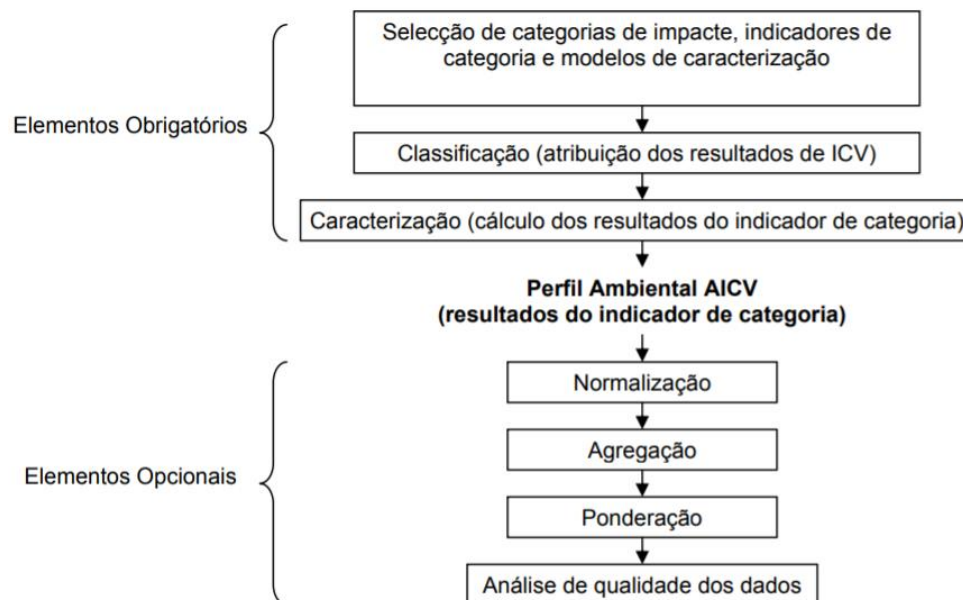 Selecção de categorias de impacte, indicadores de
categoria e modelos de caracterização
Elementos Obrigatórios
Classificação (atribuição dos resultados de ICV)
Caracterização (cálculo dos resultados do indicador de categoria)
Perfil Ambiental AICV
(resultados do indicador de categoria)
Normalização
Agregação
Elementos Opcionais
Ponderação
Análise de qualidade dos dados